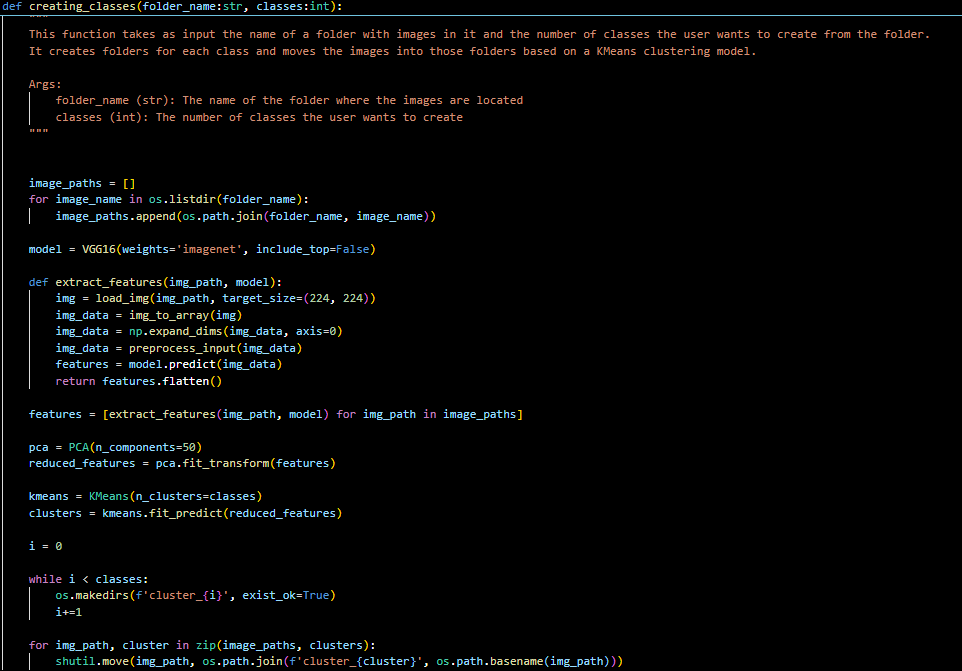 def creating_classes(folder_name:str, classes:int):
"""
This function takes as input the name of a folder with images in it and the number of classes the user wants to create from the folder.
It creates folders for each class and moves the images into those folders based on a KMeans clustering model.
Args:
folder_name (str): The name of the folder where the images are located
classes (int): The number of classes the user wants to create
"""
image_paths = []
for image_name in os.listdir(folder_name):
image_paths.append(os.path.join(folder_name, image_name))
model = VGG16(weights='imagenet', include_top=False)
def extract_features(img_path, model):
img = load_img(img_path, target_size=(224, 224))
img_data = img_to_array(img)
img_data = np.expand_dims(img_data, axis=0)
img_data = preprocess_input(img_data)
features = model.predict(img_data)
return features.flatten()
features = [extract_features(img_path, model) for img_path in image_paths]
pca = PCA(n_components=50)
reduced_features = pca.fit_transform(features)
kmeans = KMeans(n_clusters=classes)
clusters = kmeans.fit_predict(reduced_features)
i = 0
while i < classes:
os.makedirs(f'cluster_{i}', exist_ok=True)
i+=1
for img_path, cluster in zip(image_paths, clusters):
shutil.move(img_path, os.path.join(f'cluster_{cluster}', os.path.basename(img_path)))